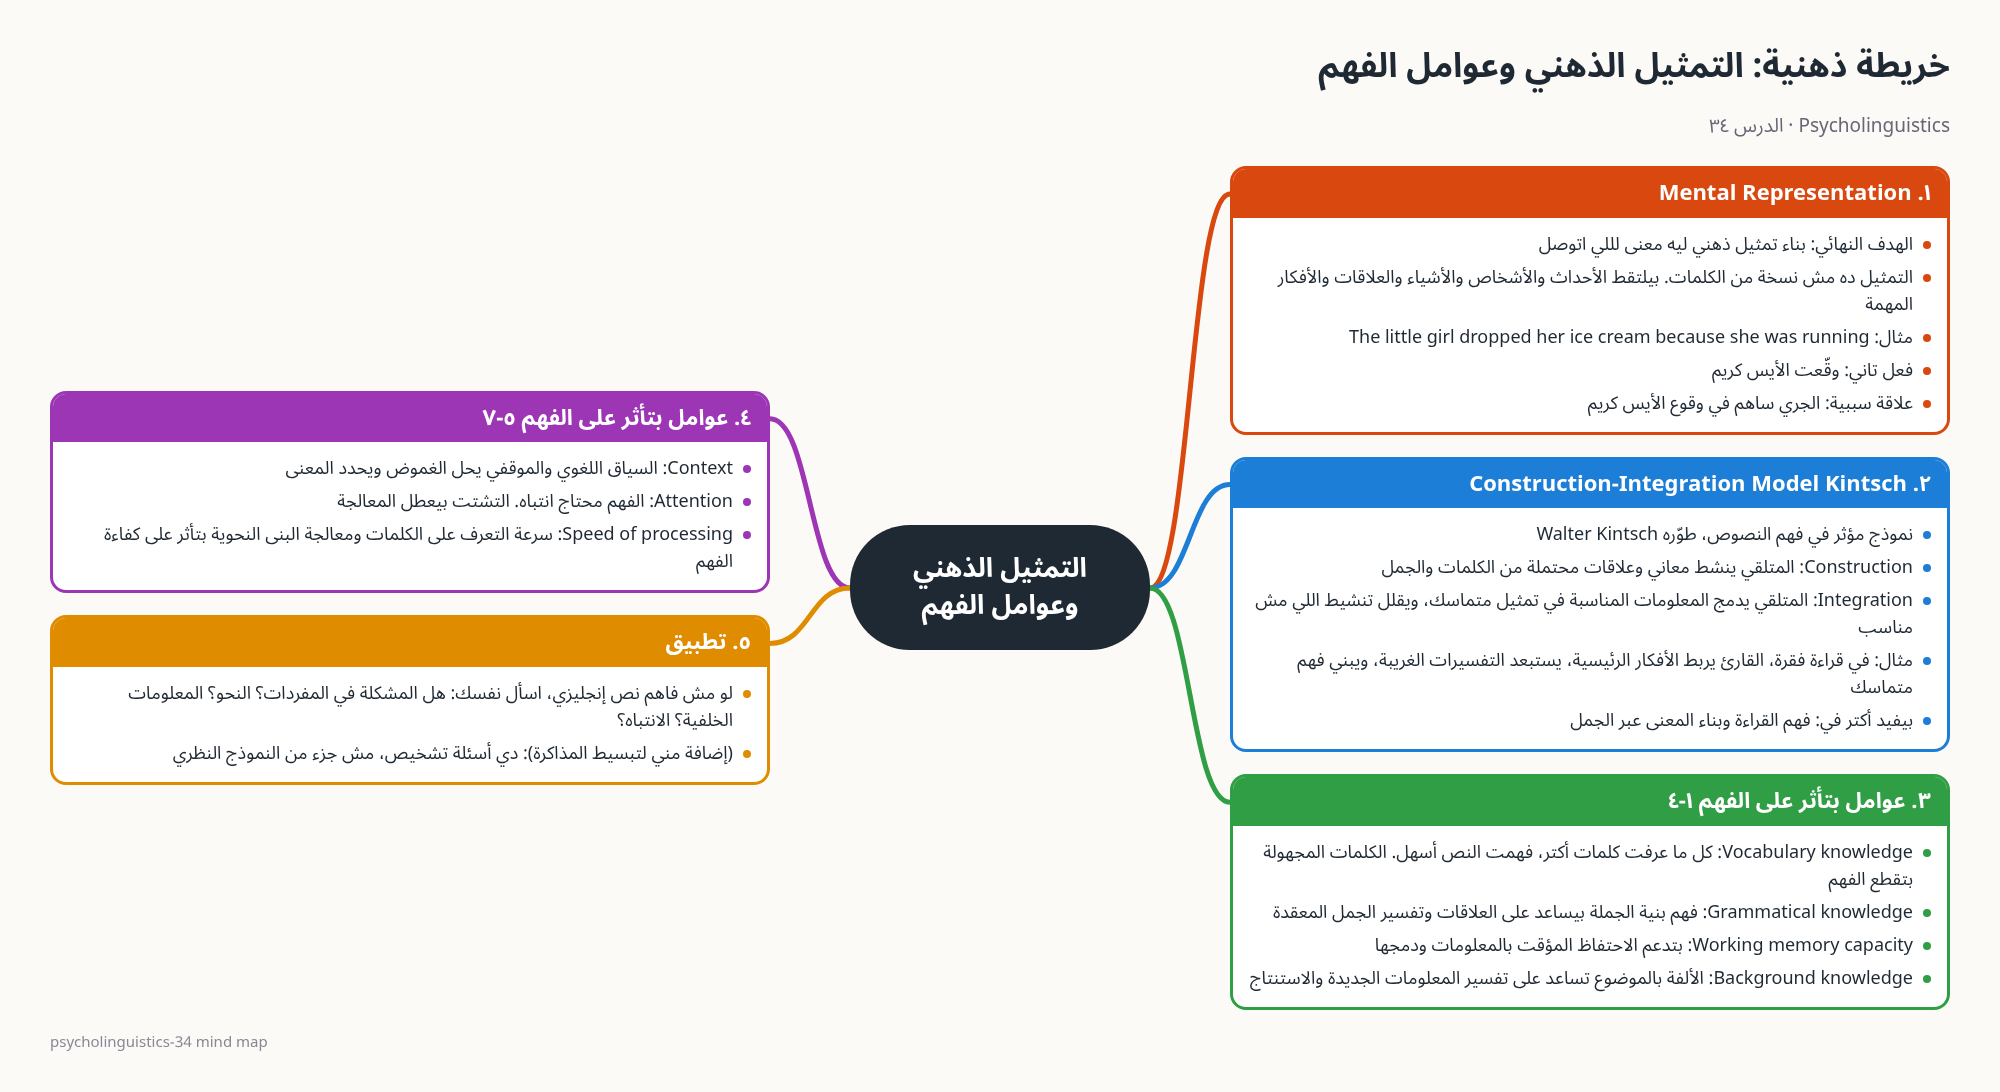 خريطة ذهنية: التمثيل الذهني وعوامل الفهم
Psycholinguistics · الدرس ٣٤
١. Mental Representation
الهدف النهائي: بناء تمثيل ذهني ليه معنى لللي اتوصل
التمثيل ده مش نسخة من الكلمات. بيلتقط الأحداث والأشخاص والأشياء والعلاقات والأفكار
المهمة
مثال: The little girl dropped her ice cream because she was running
فعل تاني: وقّعت الأيس كريم
علاقة سببية: الجري ساهم في وقوع الأيس كريم
٢. Construction-Integration Model Kintsch
نموذج مؤثر في فهم النصوص، طوّره Walter Kintsch
Construction: المتلقي ينشط معاني وعلاقات محتملة من الكلمات والجمل
Integration: المتلقي يدمج المعلومات المناسبة في تمثيل متماسك، ويقلل تنشيط اللي مش
مناسب
مثال: في قراءة فقرة، القارئ يربط الأفكار الرئيسية، يستبعد التفسيرات الغريبة، ويبني فهم
متماسك
بيفيد أكتر في: فهم القراءة وبناء المعنى عبر الجمل
٣. عوامل بتأثر على الفهم ١-٤
Vocabulary knowledge: كل ما عرفت كلمات أكتر، فهمت النص أسهل. الكلمات المجهولة
بتقطع الفهم
Grammatical knowledge: فهم بنية الجملة بيساعد على العلاقات وتفسير الجمل المعقدة
Working memory capacity: بتدعم الاحتفاظ المؤقت بالمعلومات ودمجها
Background knowledge: الألفة بالموضوع تساعد على تفسير المعلومات الجديدة والاستنتاج
التمثيل الذهني
وعوامل الفهم
٤. عوامل بتأثر على الفهم ٥-٧
Context: السياق اللغوي والموقفي يحل الغموض ويحدد المعنى
Attention: الفهم محتاج انتباه. التشتت بيعطل المعالجة
Speed of processing: سرعة التعرف على الكلمات ومعالجة البنى النحوية بتأثر على كفاءة
الفهم
٥. تطبيق
لو مش فاهم نص إنجليزي، اسأل نفسك: هل المشكلة في المفردات؟ النحو؟ المعلومات
الخلفية؟ الانتباه؟
(إضافة مني لتبسيط المذاكرة): دي أسئلة تشخيص، مش جزء من النموذج النظري
psycholinguistics-34 mind map